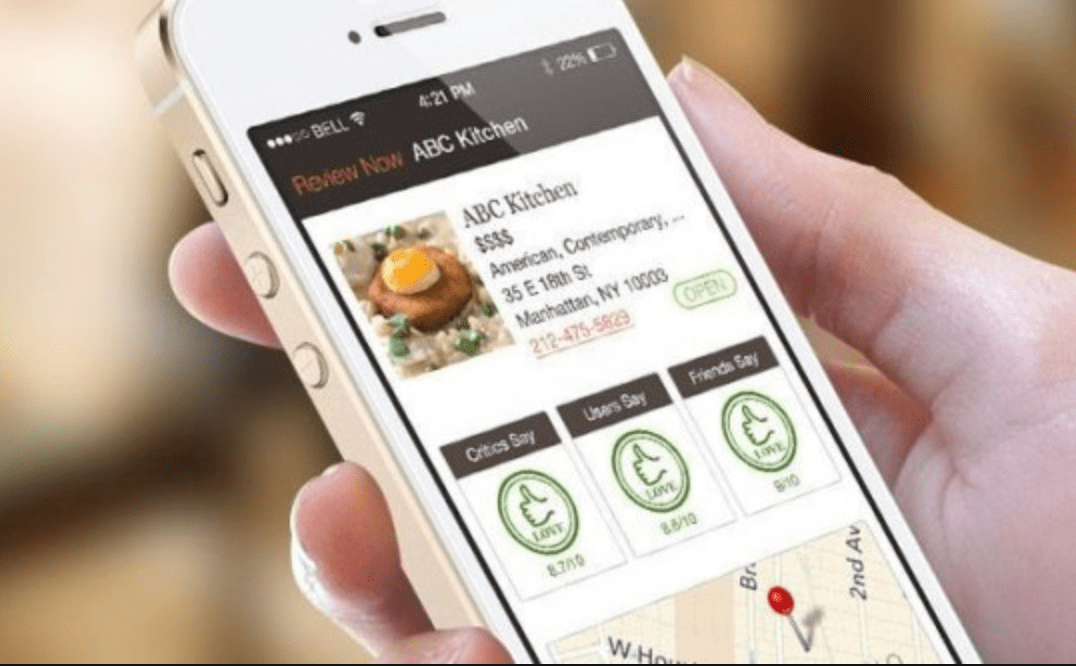 BELL 4:21 PM 22%
Review Now ABC Kitchen
ABC Kitchen
$$$$
American, Contemporary, ...
35 E 18th St
Manhattan, NY 10003
OPEN
212-475-5829
Critics Say
Users Say
Friends Say
LOVE
LOVE
LOVE
8.7/10
8.8/10
9/10
2nd Av
W Hou